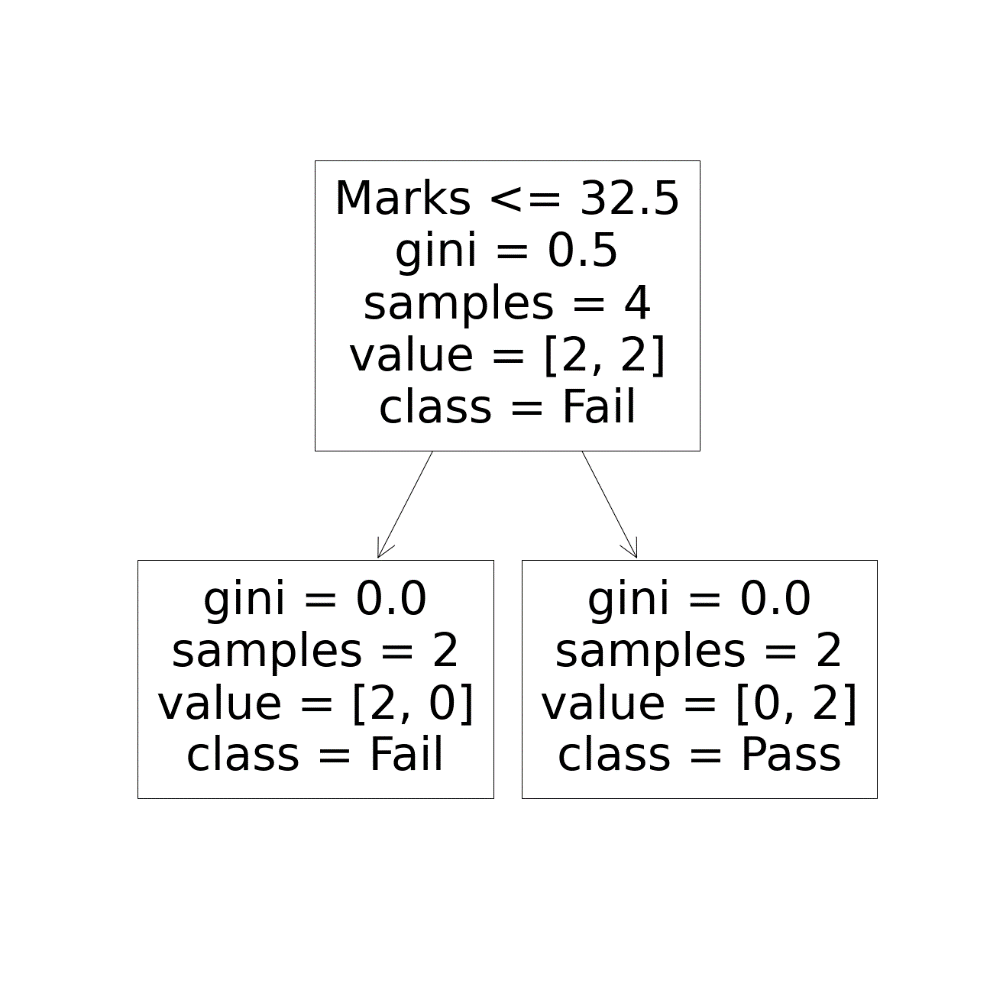 Marks <= 32.5
gini = 0.5
samples = 4
value = [2, 2]
class = Fail
gini = 0.0
samples = 2
value = [2, 0]
class = Fail
gini = 0.0
samples = 2
value = [0, 2]
class = Pass